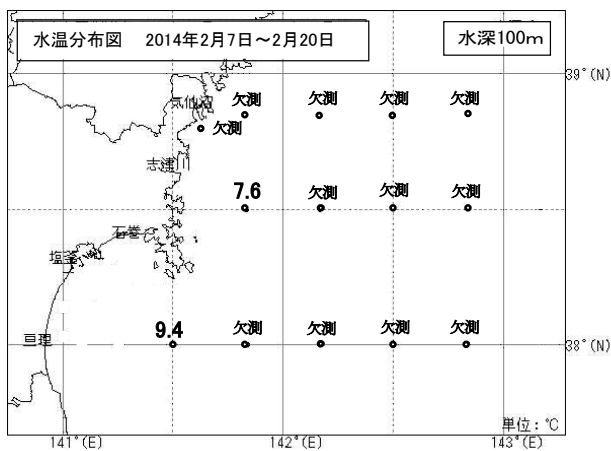 水温分布図 2014年2月7日～2月20日
水深100m
39°(N)
気仙沼
欠測 欠測 欠測 欠測
欠測
志津川
7.6 欠測 欠測 欠測
石巻
塩釜
9.4 欠測 欠測 欠測 欠測
亘理
38°(N)
単位：℃
141°(E) 142°(E) 143°(E)